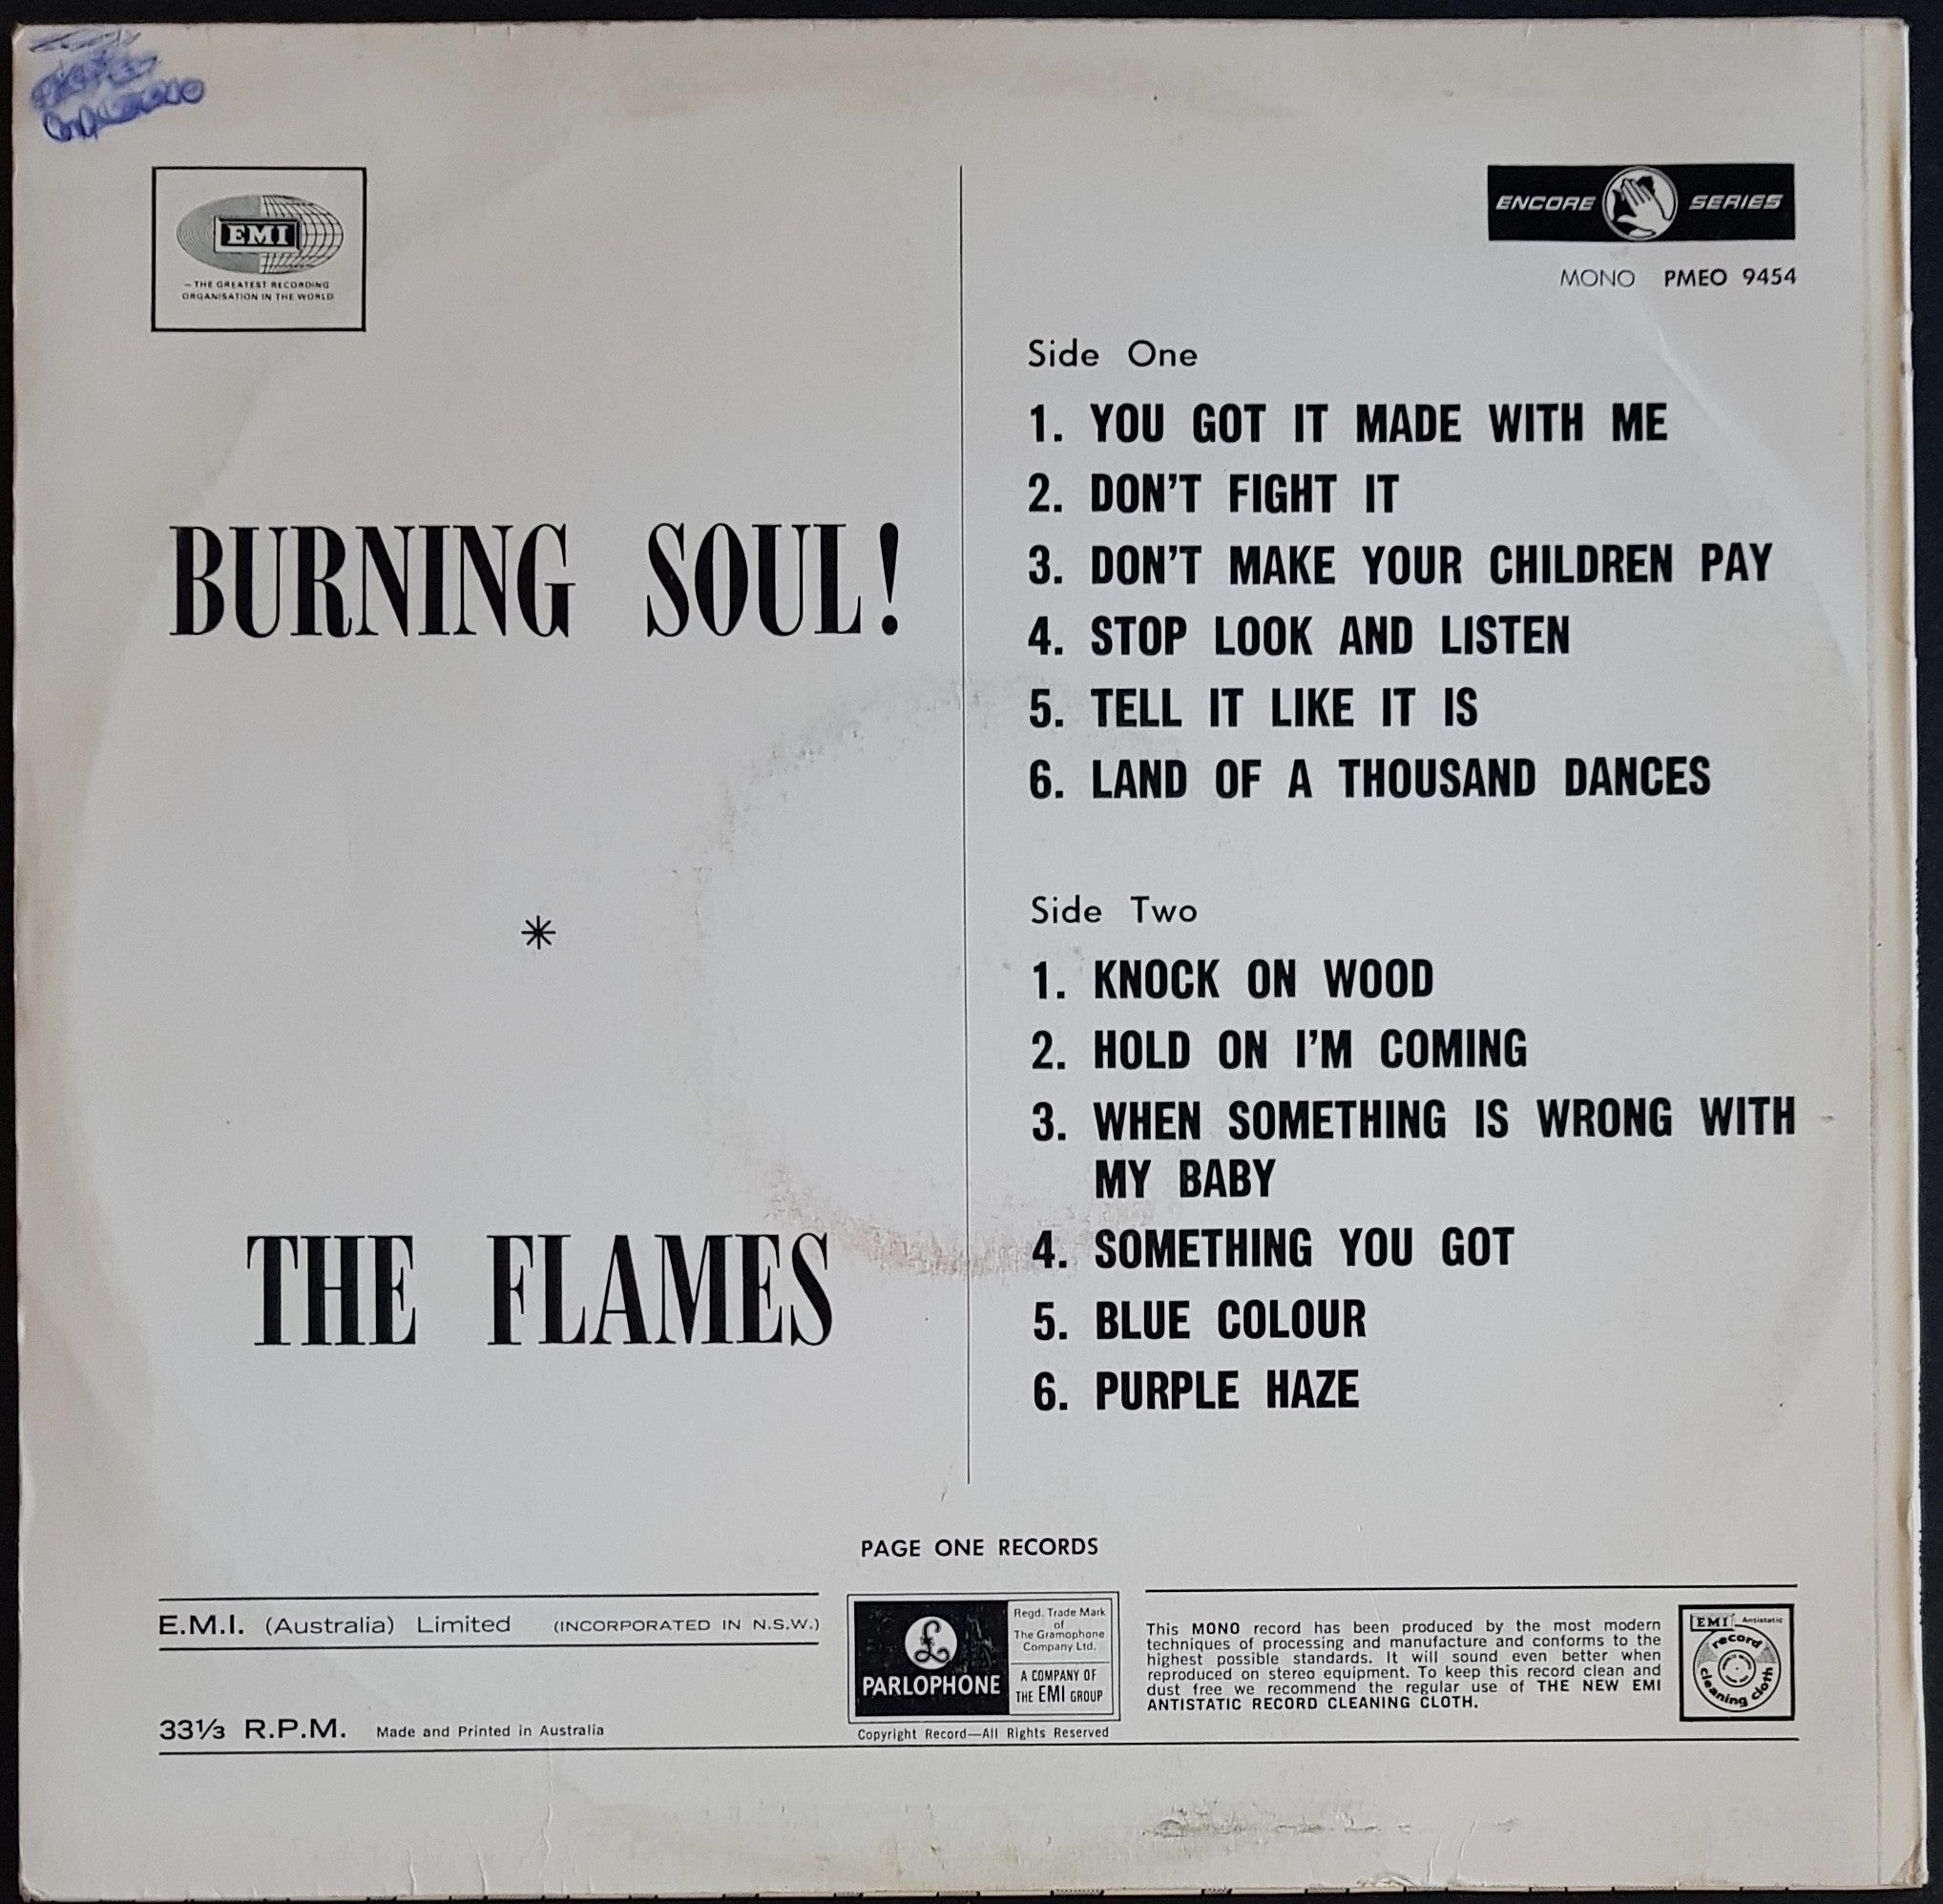 EMI
— THE GREATEST RECORDING
ORGANISATION IN THE WORLD
ENCORE SERIES
MONO PMEO 9454
BURNING SOUL!
*
THE FLAMES
Side One
1. YOU GOT IT MADE WITH ME
2. DON'T FIGHT IT
3. DON'T MAKE YOUR CHILDREN PAY
4. STOP LOOK AND LISTEN
5. TELL IT LIKE IT IS
6. LAND OF A THOUSAND DANCES
Side Two
1. KNOCK ON WOOD
2. HOLD ON I'M COMING
3. WHEN SOMETHING IS WRONG WITH
MY BABY
4. SOMETHING YOU GOT
5. BLUE COLOUR
6. PURPLE HAZE
PAGE ONE RECORDS
E.M.I. (Australia) Limited (INCORPORATED IN N.S.W.)
33⅓ R.P.M. Made and Printed in Australia
£
PARLOPHONE
Regd. Trade Mark
of
The Gramophone
Company Ltd.
A COMPANY OF
THE EMI GROUP
Copyright Record—All Rights Reserved
This MONO record has been produced by the most modern
techniques of processing and manufacture and conforms to the
highest possible standards. It will sound even better when
reproduced on stereo equipment. To keep this record clean and
dust free we recommend the regular use of THE NEW EMI
ANTISTATIC RECORD CLEANING CLOTH.
EMI Antistatic
record
cleaning cloth